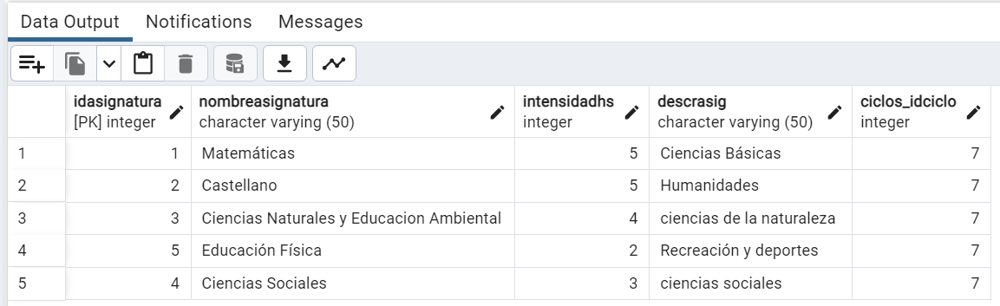 Data Output Notifications Messages
idasignatura nombreasignatura intensidadhs descrasig ciclos_idciclo
[PK] integer character varying (50) integer character varying (50) integer
1 1 Matemáticas 5 Ciencias Básicas 7
2 2 Castellano 5 Humanidades 7
3 3 Ciencias Naturales y Educacion Ambiental 4 ciencias de la naturaleza 7
4 5 Educación Física 2 Recreación y deportes 7
5 4 Ciencias Sociales 3 ciencias sociales 7